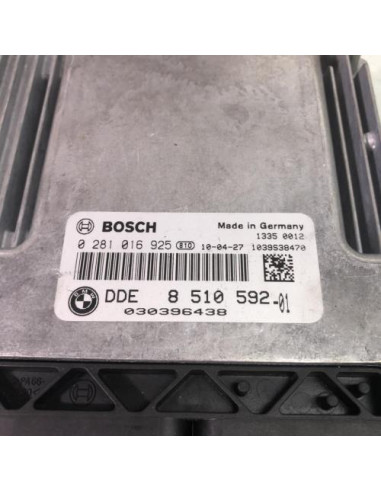 BOSCH
Made in Germany
1335 0012
0 281 016 925 BTO 10-04-27 1039S38470
DDE 8 510 592-01
030396438